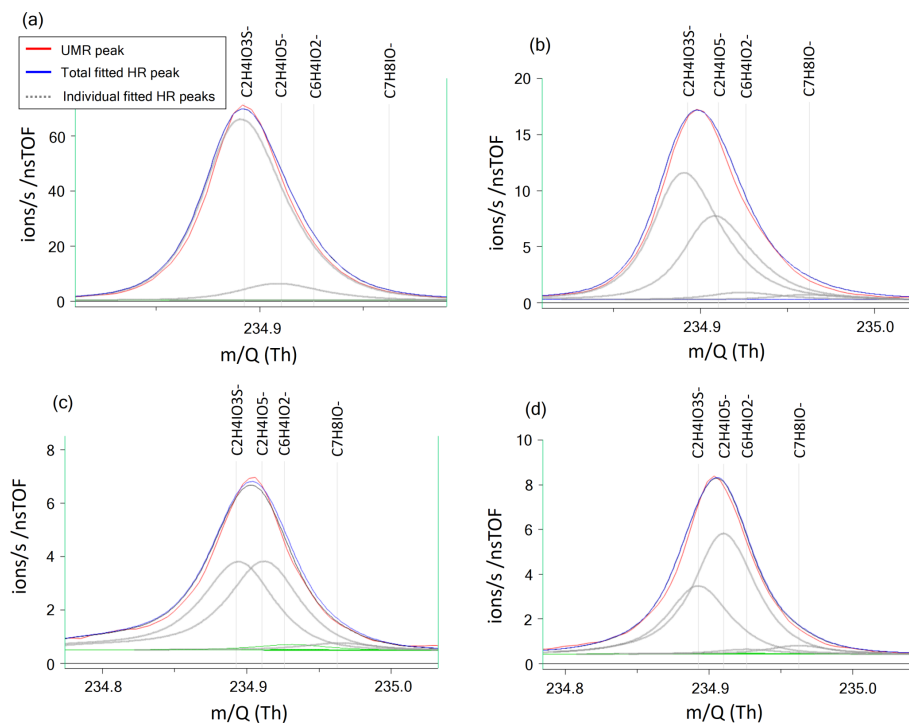 (a)
UMR peak
Total fitted HR peak
Individual fitted HR peaks
C2H4IO3S-
C2H4IO5-
C6H4IO2-
C7H8IO-
ions/s /nsTOF
60
40
20
0
234.9
m/Q (Th)
(b)
C2H4IO3S-
C2H4IO5-
C6H4IO2-
C7H8IO-
ions/s /nsTOF
20
15
10
5
0
234.9 235.0
m/Q (Th)
(c)
C2H4IO3S-
C2H4IO5-
C6H4IO2-
C7H8IO-
ions/s /nsTOF
8
6
4
2
0
234.8 234.9 235.0
m/Q (Th)
(d)
C2H4IO3S-
C2H4IO5-
C6H4IO2-
C7H8IO-
ions/s /nsTOF
10
8
6
4
2
0
234.8 234.9 235.0
m/Q (Th)